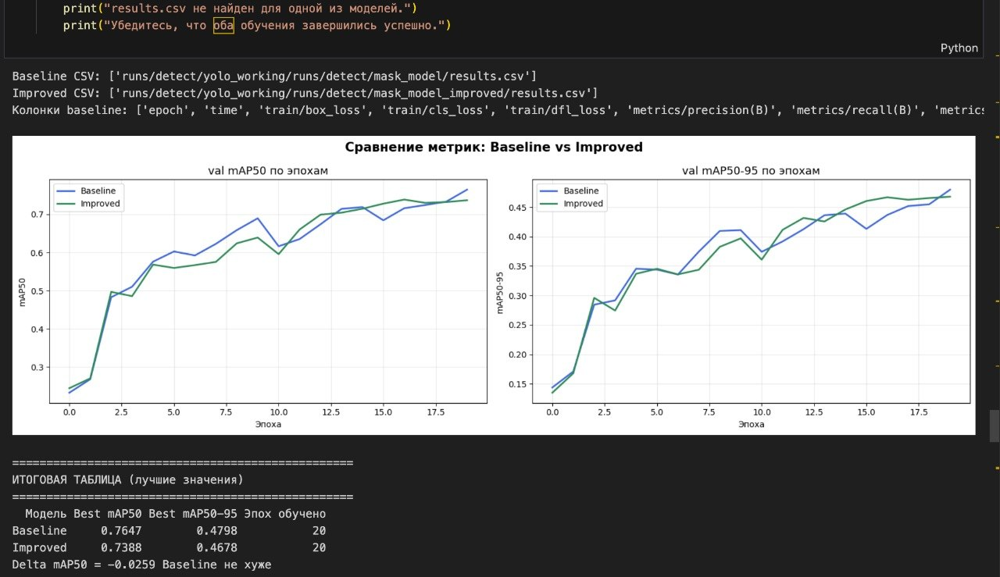 print("results.csv не найден для одной из моделей.")
print("Убедитесь, что оба обучения завершились успешно.")
Python
Baseline CSV: ['runs/detect/yolo_working/runs/detect/mask_model/results.csv']
Improved CSV: ['runs/detect/yolo_working/runs/detect/mask_model_improved/results.csv']
Колонки baseline: ['epoch', 'time', 'train/box_loss', 'train/cls_loss', 'train/dfl_loss', 'metrics/precision(B)', 'metrics/recall(B)', 'metrics
Сравнение метрик: Baseline vs Improved
val mAP50 по эпохам
Baseline
Improved
0.7
0.6
0.5
0.4
0.3
mAP50
0.0 2.5 5.0 7.5 10.0 12.5 15.0 17.5
Эпоха
val mAP50-95 по эпохам
Baseline
Improved
0.45
0.40
0.35
0.30
0.25
0.20
0.15
mAP50-95
0.0 2.5 5.0 7.5 10.0 12.5 15.0 17.5
Эпоха
==================================================
ИТОГОВАЯ ТАБЛИЦА (лучшие значения)
==================================================
Модель Best mAP50 Best mAP50-95 Эпох обучено
Baseline 0.7647 0.4798 20
Improved 0.7388 0.4678 20
Delta mAP50 = -0.0259 Baseline не хуже